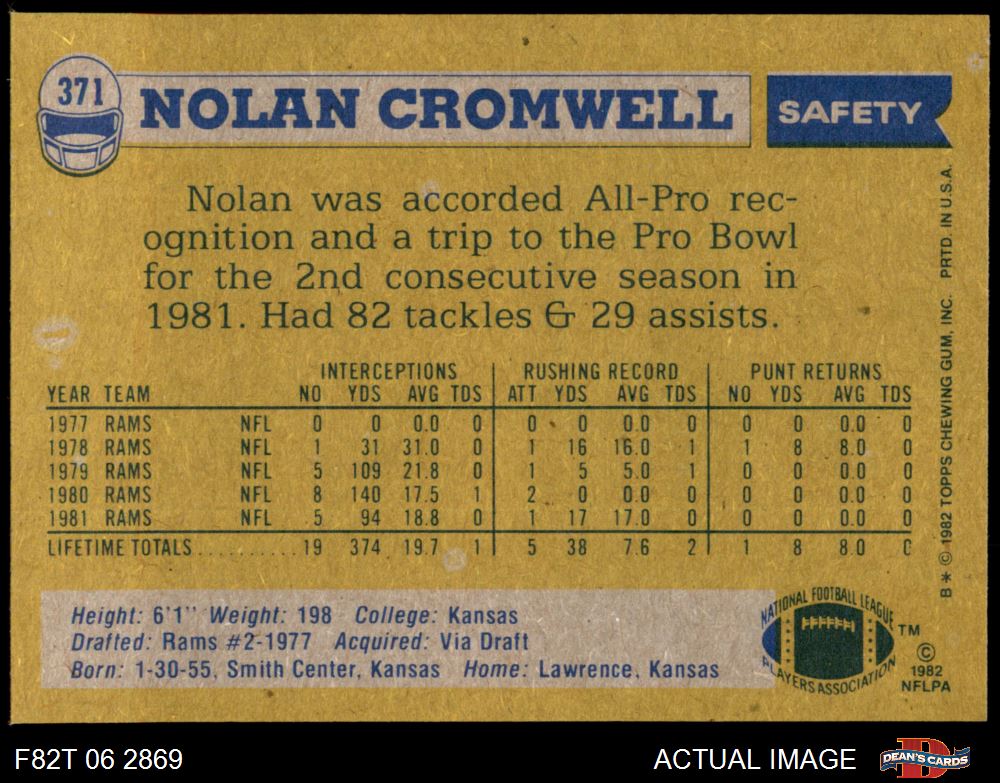 371
NOLAN CROMWELL
SAFETY
Nolan was accorded All-Pro rec-
ognition and a trip to the Pro Bowl
for the 2nd consecutive season in
1981. Had 82 tackles & 29 assists.
INTERCEPTIONS RUSHING RECORD PUNT RETURNS
YEAR TEAM NO YDS AVG TDS ATT YDS AVG TDS NO YDS AVG TDS
1977 RAMS NFL 0 0 0.0 0 0 0 0.0 0 0 0 0.0 0
1978 RAMS NFL 1 31 31.0 0 1 16 16.0 1 1 8 8.0 0
1979 RAMS NFL 5 109 21.8 0 1 5 5.0 1 0 0 0.0 0
1980 RAMS NFL 8 140 17.5 1 2 0 0.0 0 0 0 0.0 0
1981 RAMS NFL 5 94 18.8 0 1 17 17.0 0 0 0 0.0 0
LIFETIME TOTALS.......... 19 374 19.7 1 5 38 7.6 2 1 8 8.0 0
Height: 6'1" Weight: 198 College: Kansas
Drafted: Rams #2-1977 Acquired: Via Draft
Born: 1-30-55, Smith Center, Kansas Home: Lawrence, Kansas
NATIONAL FOOTBALL LEAGUE
PLAYERS ASSOCIATION
TM
©
1982
NFLPA
B* © 1982 TOPPS CHEWING GUM, INC. PRTD. IN U.S.A.
F82T 06 2869
ACTUAL IMAGE
D
DEAN'S CARDS